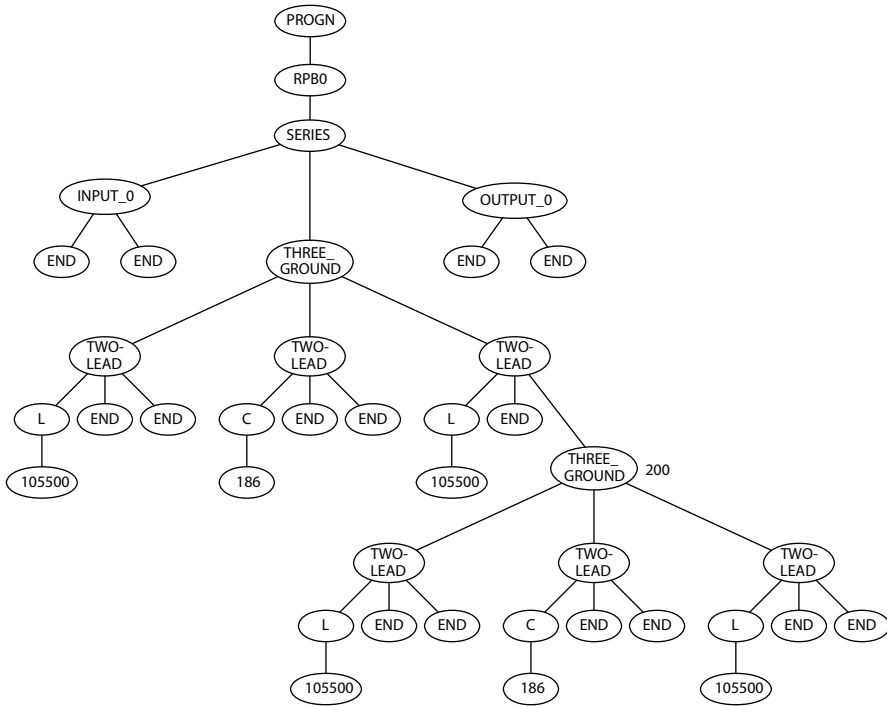 PROGN
RPB0
SERIES
INPUT_0
OUTPUT_0
END
END
END
END
THREE_
GROUND
TWO-
LEAD
TWO-
LEAD
TWO-
LEAD
L
END
END
C
END
END
L
END
105500
186
105500
THREE_
GROUND
200
TWO-
LEAD
TWO-
LEAD
TWO-
LEAD
L
END
END
C
END
END
L
END
END
105500
186
105500